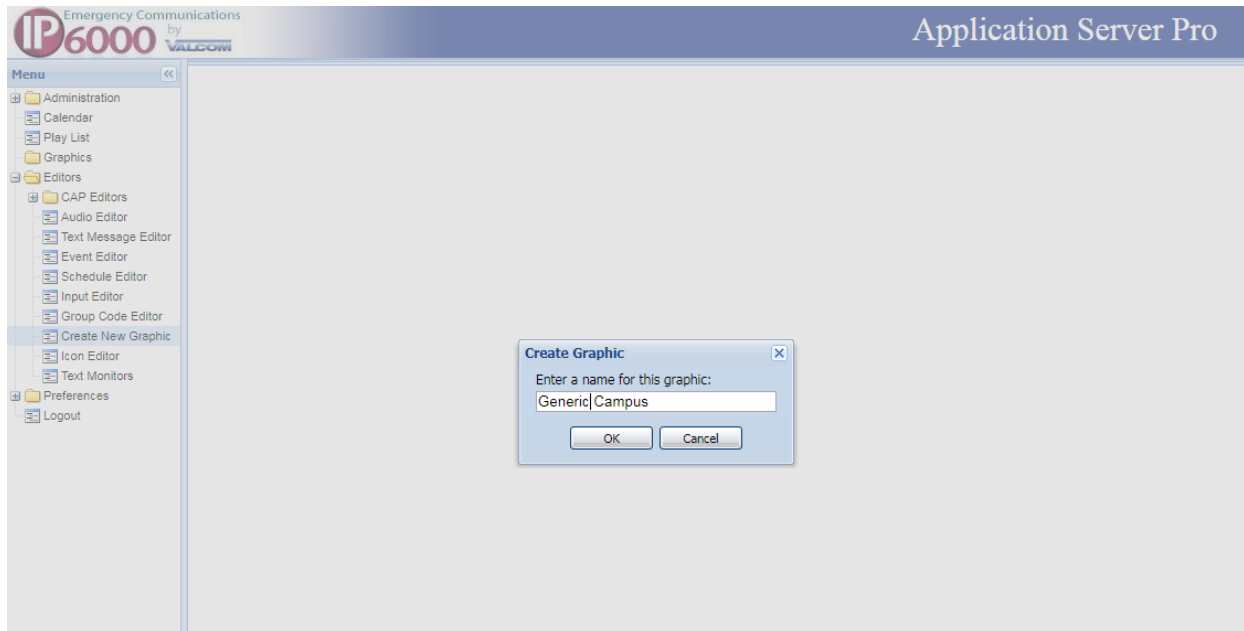 Emergency Communications
IP6000 by
VALCOM
Application Server Pro
Menu
Administration
Calendar
Play List
Graphics
Editors
CAP Editors
Audio Editor
Text Message Editor
Event Editor
Schedule Editor
Input Editor
Group Code Editor
Create New Graphic
Icon Editor
Text Monitors
Preferences
Logout
Create Graphic
Enter a name for this graphic:
Generic Campus
OK Cancel